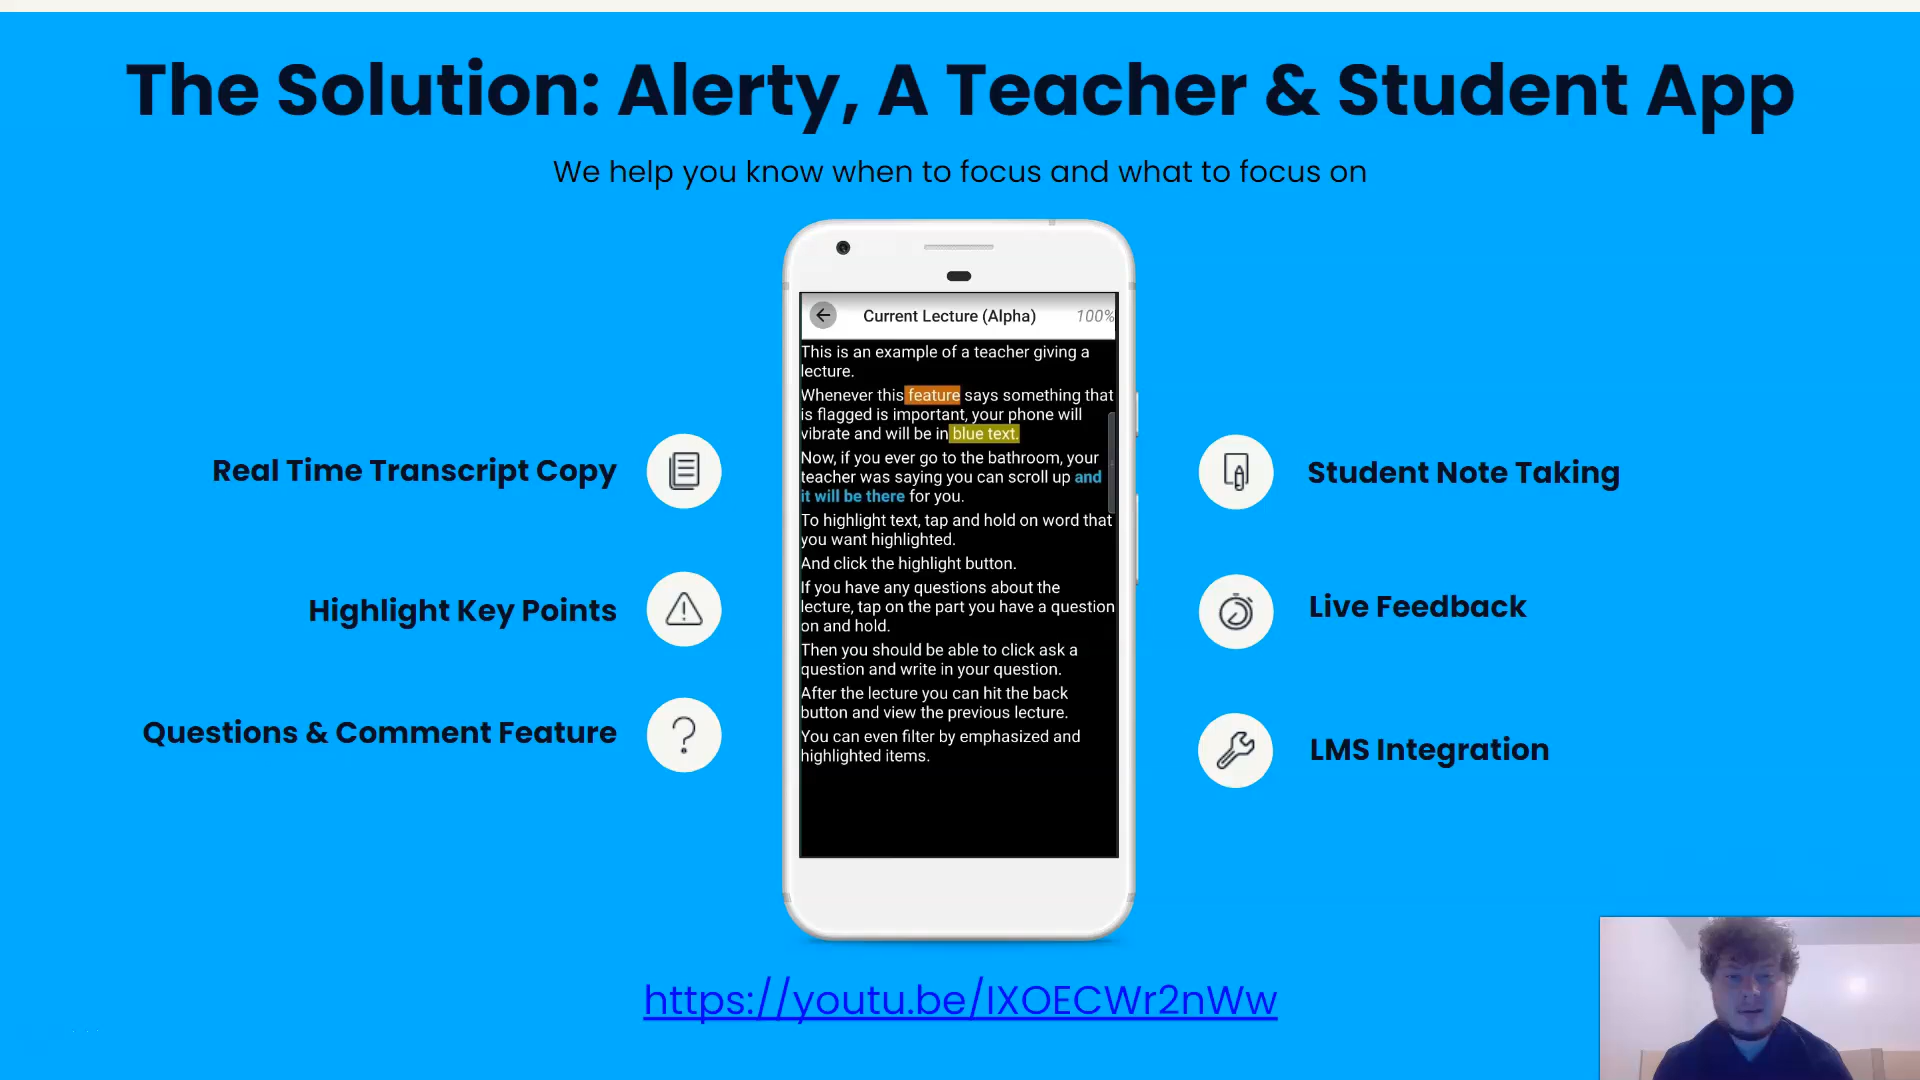 The Solution: Alerty, A Teacher & Student App
We help you know when to focus and what to focus on
Real Time Transcript Copy
Highlight Key Points
Questions & Comment Feature
Current Lecture (Alpha) 100%
This is an example of a teacher giving a
lecture.
Whenever this feature says something that
is flagged is important, your phone will
vibrate and will be in blue text.
Now, if you ever go to the bathroom, your
teacher was saying you can scroll up and
it will be there for you.
To highlight text, tap and hold on word that
you want highlighted.
And click the highlight button.
If you have any questions about the
lecture, tap on the part you have a question
on and hold.
Then you should be able to click ask a
question and write in your question.
After the lecture you can hit the back
button and view the previous lecture.
You can even filter by emphasized and
highlighted items.
Student Note Taking
Live Feedback
LMS Integration
https://youtu.be/IXOECWr2nWw